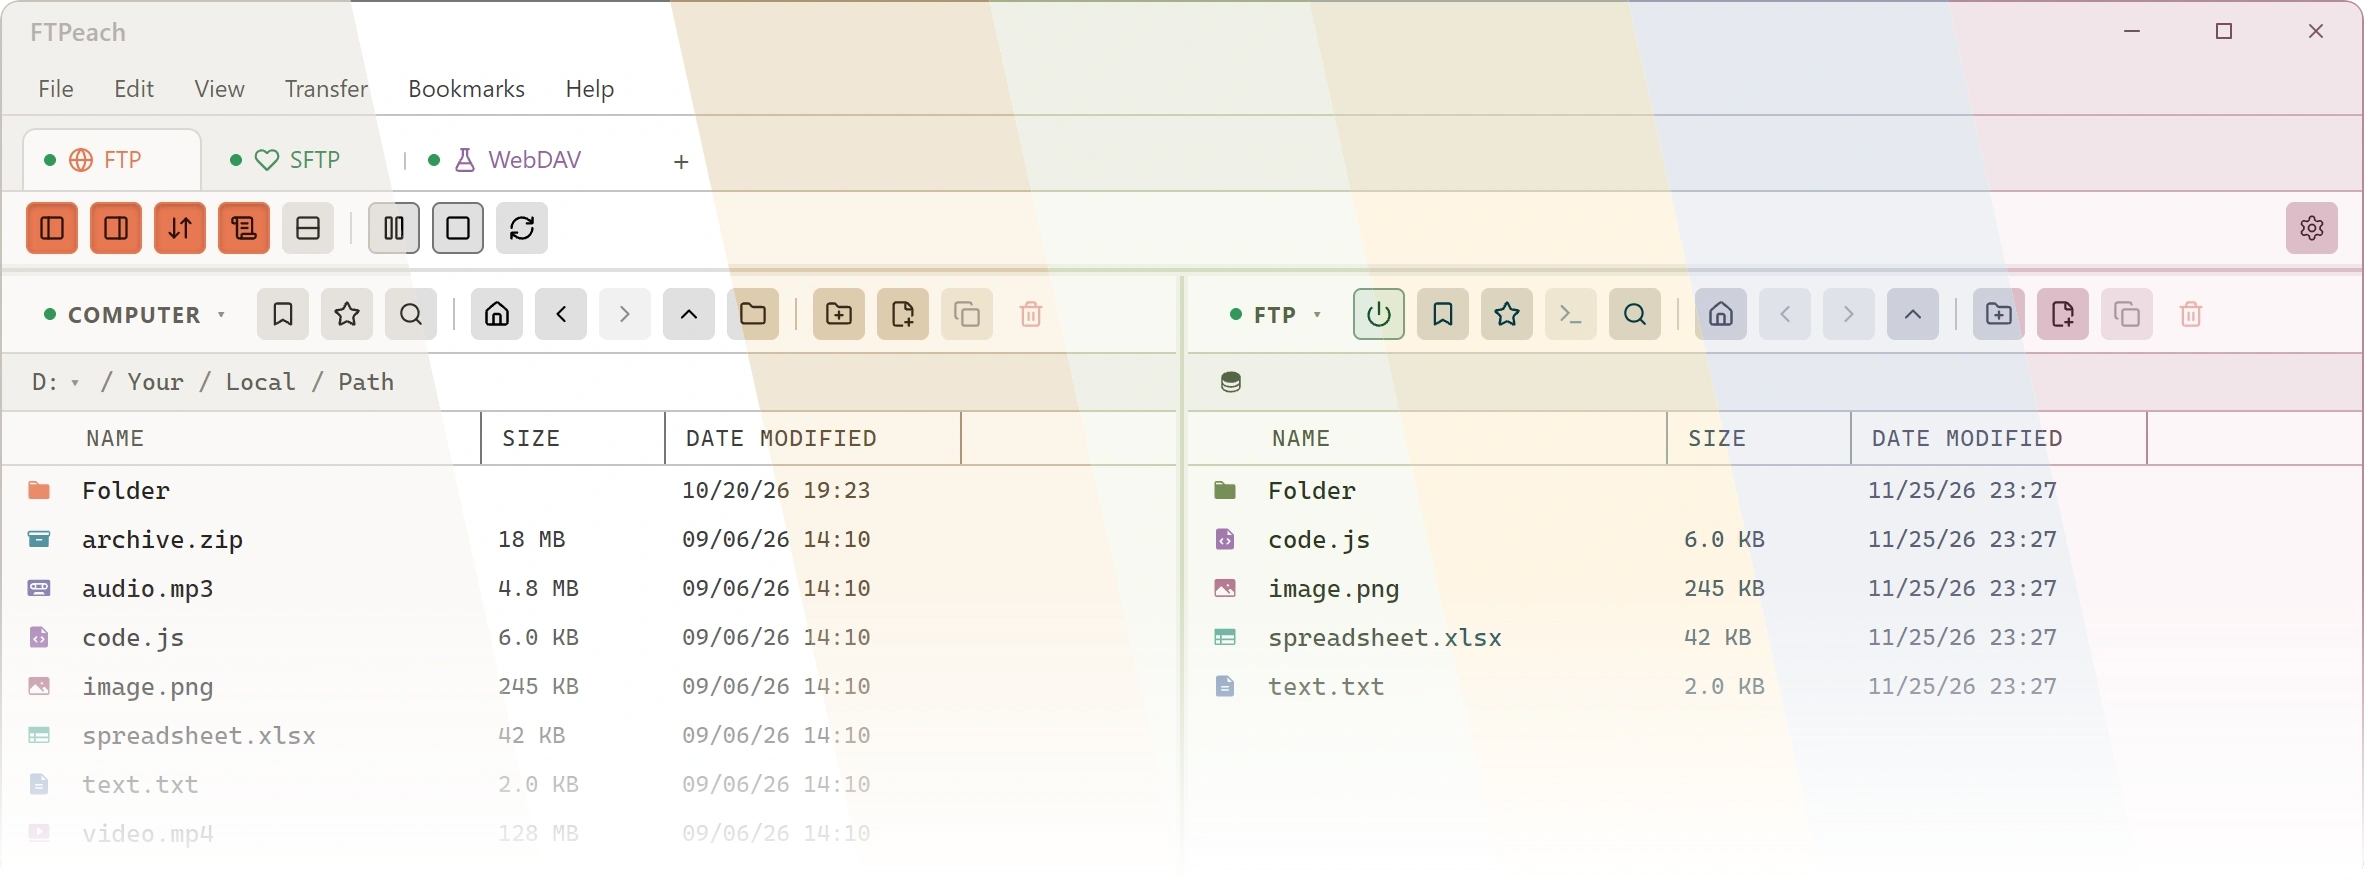 FTPeach
File Edit View Transfer Bookmarks Help
FTP SFTP WebDAV +
COMPUTER
D: / Your / Local / Path
NAME SIZE DATE MODIFIED
Folder 10/20/26 19:23
archive.zip 18 MB 09/06/26 14:10
audio.mp3 4.8 MB 09/06/26 14:10
code.js 6.0 KB 09/06/26 14:10
image.png 245 KB 09/06/26 14:10
spreadsheet.xlsx 42 KB 09/06/26 14:10
text.txt 2.0 KB 09/06/26 14:10
video.mp4 128 MB 09/06/26 14:10
FTP
NAME SIZE DATE MODIFIED
Folder 11/25/26 23:27
code.js 6.0 KB 11/25/26 23:27
image.png 245 KB 11/25/26 23:27
spreadsheet.xlsx 42 KB 11/25/26 23:27
text.txt 2.0 KB 11/25/26 23:27